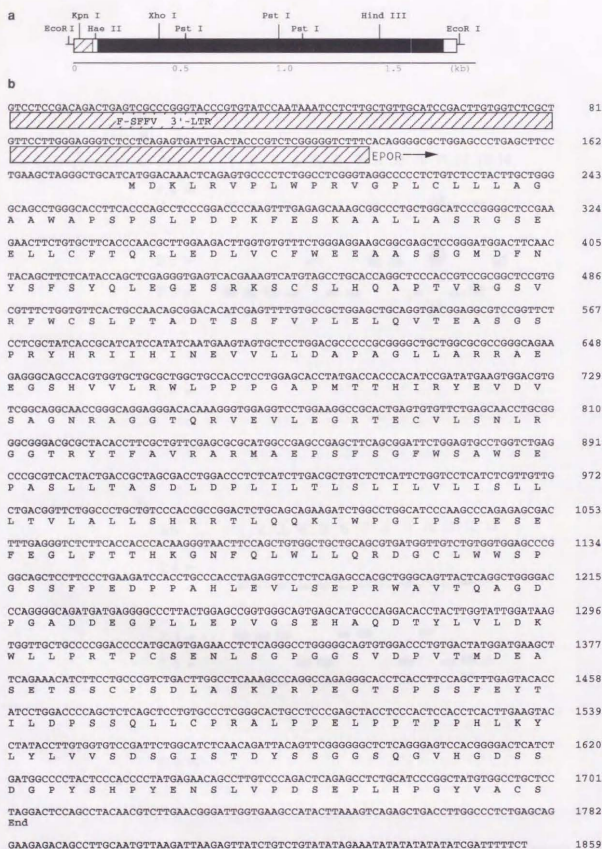 a
Kpn I Xho I Pst I Hind III
EcoR I Hae II Pst I Pst I EcoR I
0 0.5 1.0 1.5 (kb)
b
GTCCTCCGACAGACTGAGTCGCCCGGGTACCCGTGTATCCAATAAATCCTCTTGCTGTTGCATCCGACTTGTGGTCTCGCT 81
F-SFFV 3'-LTR
GTTCCTTGGGAGGGTCTCCTCAGAGTGATTGACTACCCGTCTCGGGGGTCTTTCACAGGGGCGCTGGAGCCCTGAGCTTCC 162
EPOR
TGAAGCTAGGGCTGCATCATGGACAAACTCAGAGTGCCCCTCTGGCCTCGGGTAGGCCCCCTCTGTCTCCTACTTGCTGGG 243
M D K L R V P L W P R V G P L C L L L A G
GCAGCCTGGGCACCTTCACCCAGCCTCCCGGACCCCAAGTTTGAGAGCAAAGCGGCCCTGCTGGCATCCCGGGGCTCCGAA 324
A A W A P S P S L P D P K F E S K A A L L A S R G S E
GAACTTCTGTGCTTCACCCAACGCTTGGAAGACTTGGTGTGTTTCTGGGAGGAAGCGGCGAGCTCCGGGATGGACTTCAAC 405
E L L C F T Q R L E D L V C F W E E A A S S G M D F N
TACAGCTTCTCATACCAGCTCGAGGGTGAGTCACGAAAGTCATGTAGCCTGCACCAGGCTCCCACCGTCCGCGGCTCCGTG 486
Y S F S Y Q L E G E S R K S C S L H Q A P T V R G S V
CGTTTCTGGTGTTCACTGCCAACAGCGGACACATCGAGTTTTGTGCCGCTGGAGCTGCAGGTGACGGAGGCGTCCGGTTCT 567
R F W C S L P T A D T S S F V P L E L Q V T E A S G S
CCTCGCTATCACCGCATCATCCATATCAATGAAGTAGTGCTCCTGGACGCCCCCGCGGGGCTGCTGGCGCGCCGGGCAGAA 648
P R Y H R I I H I N E V V L L D A P A G L L A R R A E
GAGGGCAGCCACGTGGTGCTGCGCTGGCTGCCACCTCCTGGAGCACCTATGACCACCCACATCCGATATGAAGTGGACGTG 729
E G S H V V L R W L P P P G A P M T T H I R Y E V D V
TCGGCAGGCAACCGGGCAGGAGGGACACAAAGGGTGGAGGTCCTGGAAGGCCGCACTGAGTGTGTTCTGAGCAACCTGCGG 810
S A G N R A G G T Q R V E V L E G R T E C V L S N L R
GGCGGGACGCGCTACACCTTCGCTGTTCGAGCGCGCATGGCCGAGCCGAGCTTCAGCGGATTCTGGAGTGCCTGGTCTGAG 891
G G T R Y T F A V R A R M A E P S F S G F W S A W S E
CCCGCGTCACTACTGACCGCTAGCGACCTGGACCCTCTCATCTTGACGCTGTCTCTCATTCTGGTCCTCATCTCGTTGTTG 972
P A S L L T A S D L D P L I L T L S L I L V L I S L L
CTGACGGTTCTGGCCCTGCTGTCCCACCGCCGGACTCTGCAGCAGAAGATCTGGCCTGGCATCCCAAGCCCAGAGAGCGAC 1053
L T V L A L L S H R R T L Q Q K I W P G I P S P E S E
TTTGAGGGTCTCTTCACCACCCACAAGGGTAACTTCCAGCTGTGGCTGCTGCAGCGTGATGGTTGTCTGTGGTGGAGCCCG 1134
F E G L F T T H K G N F Q L W L L Q R D G C L W W S P
GGCAGCTCCTTCCCTGAAGATCCACCTGCCCACCTAGAGGTCCTCTCAGAGCCACGCTGGGCAGTTACTCAGGCTGGGGAC 1215
G S S F P E D P P A H L E V L S E P R W A V T Q A G D
CCAGGGGCAGATGATGAGGGGCCCTTACTGGAGCCGGTGGGCAGTGAGCATGCCCAGGACACCTACTTGGTATTGGATAAG 1296
P G A D D E G P L L E P V G S E H A Q D T Y L V L D K
TGGTTGCTGCCCCGGACCCCATGCAGTGAGAACCTCTCAGGGCCTGGGGGCAGTGTGGACCCTGTGACTATGGATGAAGCT 1377
W L L P R T P C S E N L S G P G G S V D P V T M D E A
TCAGAAACATCTTCCTGCCCGTCTGACTTGGCCTCAAAGCCCAGGCCAGAGGGCACCTCACCTTCCAGCTTTGAGTACACC 1458
S E T S S C P S D L A S K P R P E G T S P S S F E Y T
ATCCTGGACCCCAGCTCTCAGCTCCTGTGCCCTCGGGCACTGCCTCCCGAGCTACCTCCCACTCCACCTCACTTGAAGTAC 1539
I L D P S S Q L L C P R A L P P E L P P T P P H L K Y
CTATACCTTGTGGTGTCCGATTCTGGCATCTCAACAGATTACAGTTCGGGGGGCTCTCAGGGAGTCCACGGGGACTCATCT 1620
L Y L V V S D S G I S T D Y S S G G S Q G V H G D S S
GATGGCCCCTACTCCCACCCCTATGAGAACAGCCTTGTCCCAGACTCAGAGCCTCTGCATCCCGGCTATGTGGCCTGCTCC 1701
D G P Y S H P Y E N S L V P D S E P L H P G Y V A C S
TAGGACTCCAGCCTACAACGTCTTGAACGGGATTGGTGAAGCCATACTTAAAGTCAGAGCTGACCTTGGCCCTCTGAGCAG 1782
End
GAAGAGACAGCCTTGCAATGTTAAGATTAAGAGTTATCTGTCTGTATATAGAAATATATATATATATCGATTTTTCT 1859